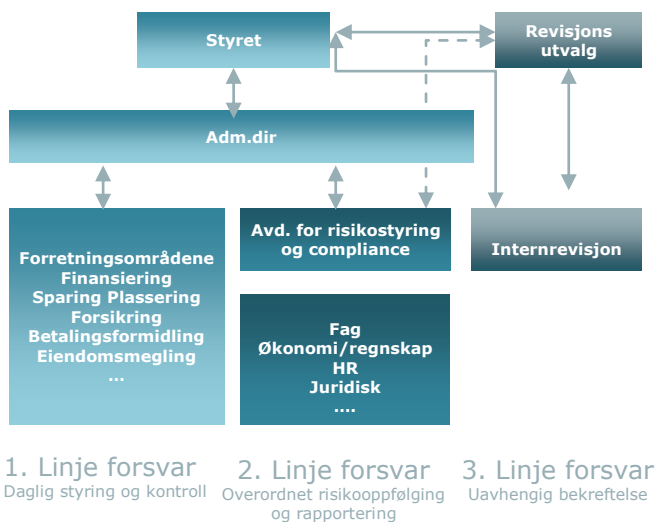 Styret
Revisjons
utvalg
Adm.dir
Forretningsområdene
Finansiering
Sparing Plassering
Forsikring
Betalingsformidling
Eiendomsmegling
...
Avd. for risikostyring
og compliance
Internrevisjon
Fag
Økonomi/regnskap
HR
Juridisk
....
1. Linje forsvar
Daglig styring og kontroll
2. Linje forsvar
Overordnet risikooppfølging
og rapportering
3. Linje forsvar
Uavhengig bekreftelse